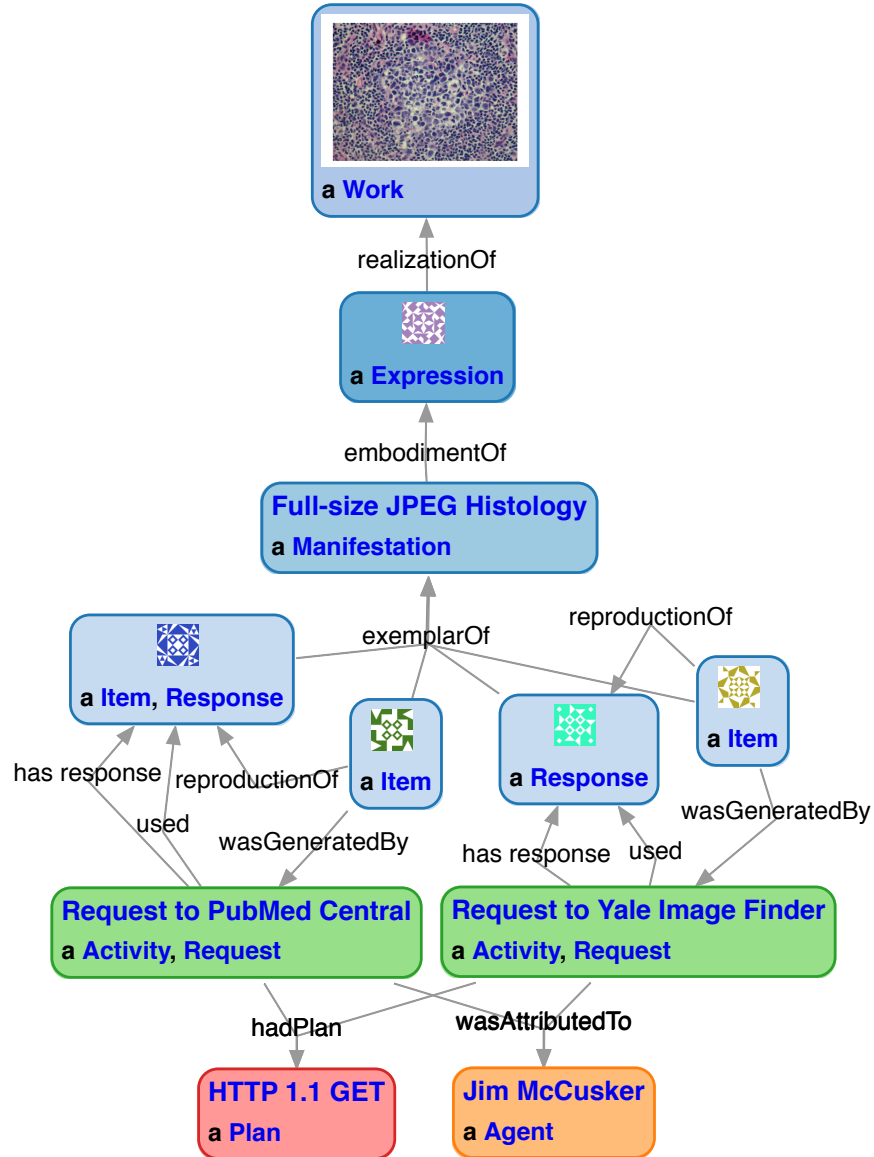 a Work
realizationOf
a Expression
embodimentOf
Full-size JPEG Histology
a Manifestation
exemplarOf
reproductionOf
a Item, Response
a Item
a Response
a Item
has response
reproductionOf
used
wasGeneratedBy
has response
used
wasGeneratedBy
Request to PubMed Central
a Activity, Request
Request to Yale Image Finder
a Activity, Request
hadPlan
wasAttributedTo
HTTP 1.1 GET
a Plan
Jim McCusker
a Agent